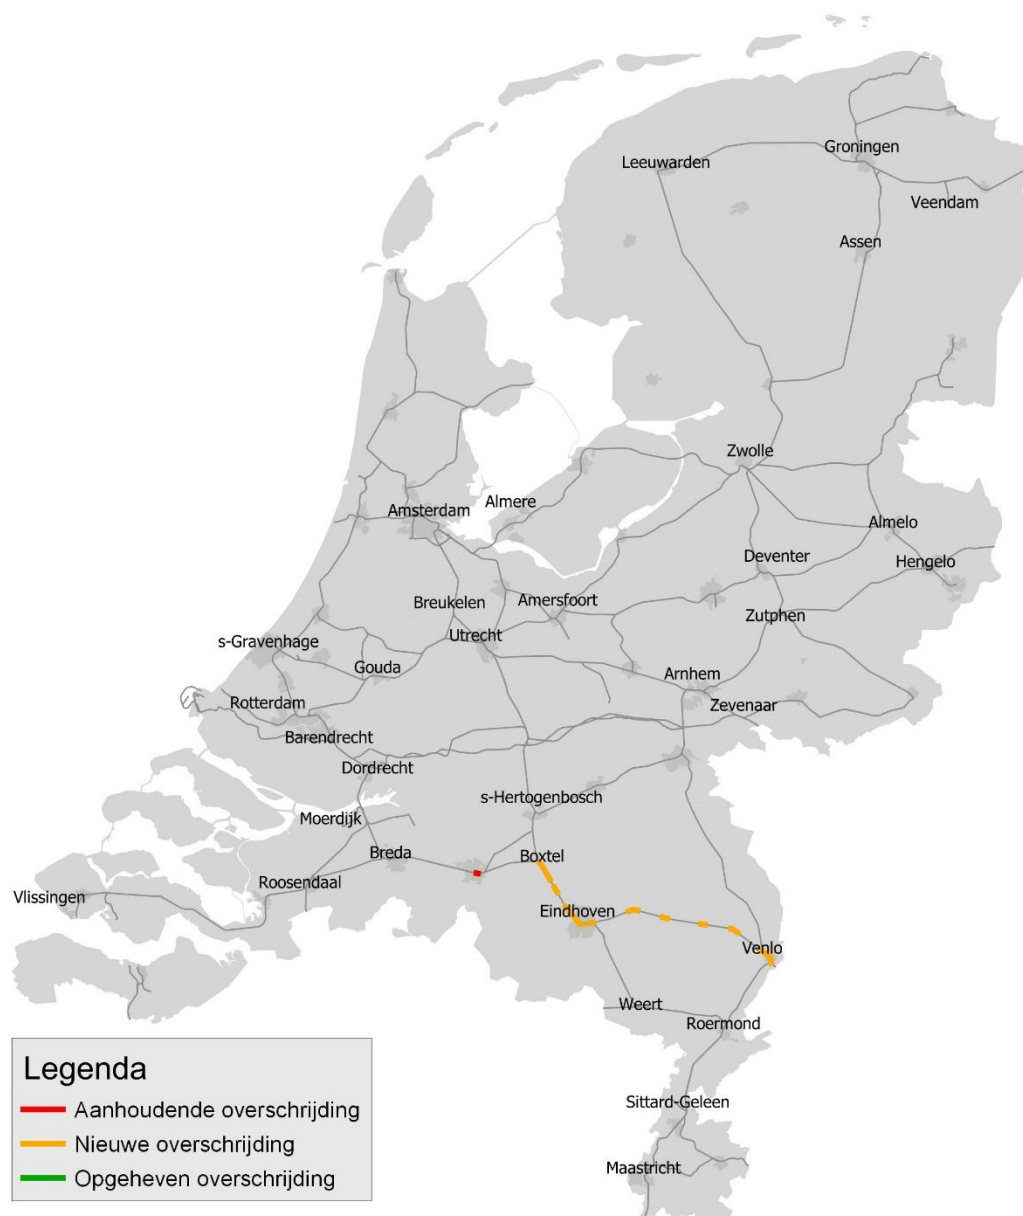 Groningen
Leeuwarden
Veendam
Assen
Zwolle
Almere
Amsterdam
Almelo
Deventer
Hengelo
Breukelen
Amersfoort
Zutphen
s-Gravenhage
Utrecht
Gouda
Arnhem
Rotterdam
Zevenaar
Barendrecht
Dordrecht
s-Hertogenbosch
Moerdijk
Breda
Boxtel
Roosendaal
Vlissingen
Eindhoven
Venlo
Weert
Roermond
Legenda
Aanhoudende overschrijding
Nieuwe overschrijding
Opgeheven overschrijding
Sittard-Geleen
Maastricht